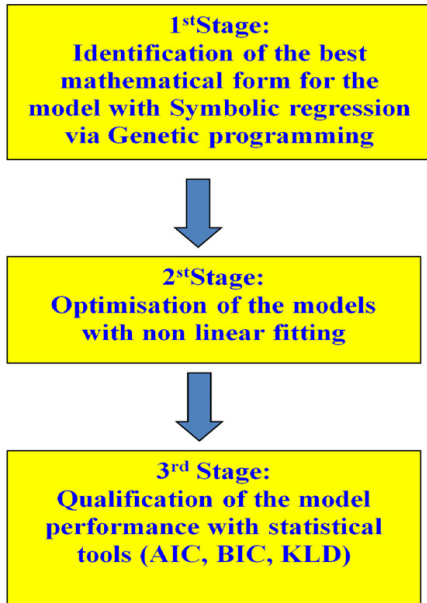 1stStage:
Identification of the best
mathematical form for the
model with Symbolic regression
via Genetic programming
2stStage:
Optimisation of the models
with non linear fitting
3rd Stage:
Qualification of the model
performance with statistical
tools (AIC, BIC, KLD)